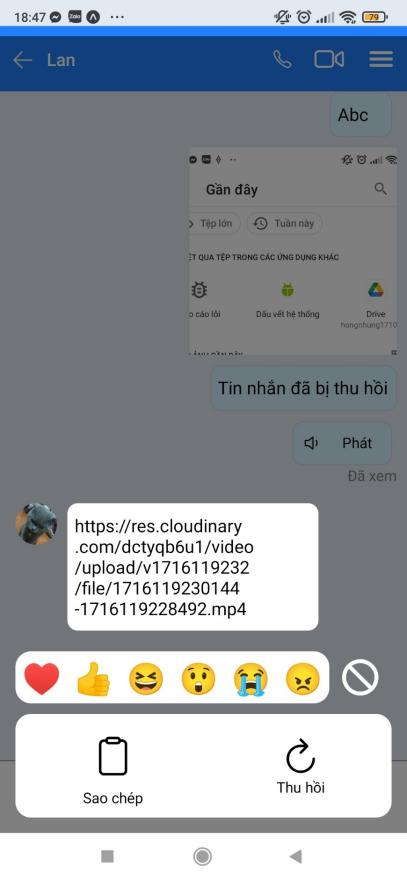 18:47
Zalo
79
Lan
Abc
Gần đây
Tệp lớn
Tuần này
ẾT QUẢ TỆP TRONG CÁC ỨNG DỤNG KHÁC
o cáo lỗi
Dấu vết hệ thống
Drive
hongnhung1710
Tin nhắn đã bị thu hồi
Phát
Đã xem
https://res.cloudinary
.com/dctyqb6u1/video
/upload/v1716119232
/file/1716119230144
-1716119228492.mp4
Sao chép
Thu hồi